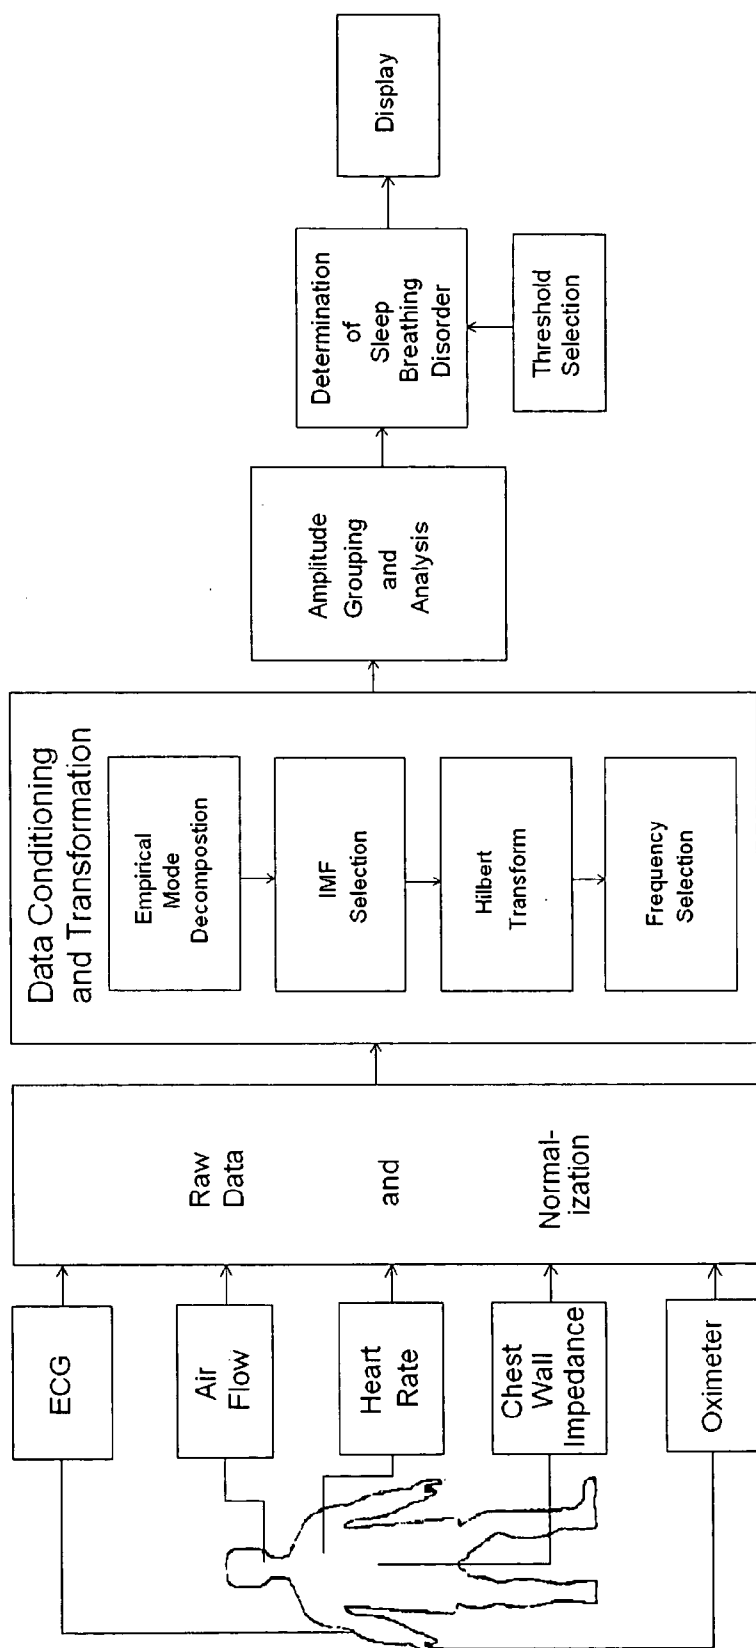 ECG
Air
Flow
Heart
Rate
Chest
Wall
Impedance
Oximeter
Raw
Data
and
Normal-
ization
Data Conditioning
and Transformation
Empirical
Mode
Decompostion
IMF
Selection
Hilbert
Transform
Frequency
Selection
Amplitude
Grouping
and
Analysis
Determination
of
Sleep
Breathing
Disorder
Threshold
Selection
Display